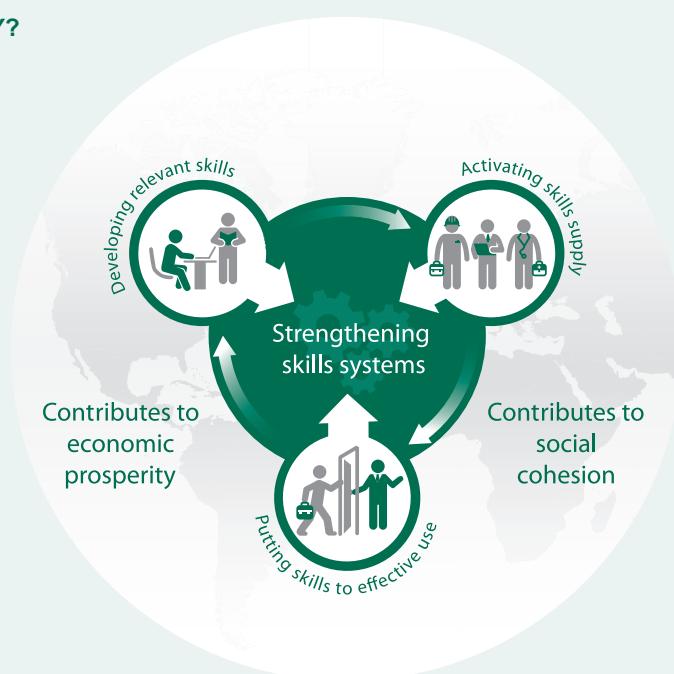 Y?
Developing relevant skills
Activating skills supply
Strengthening
skills systems
Contributes to
economic
prosperity
Contributes to
social
cohesion
Putting skills to effective use